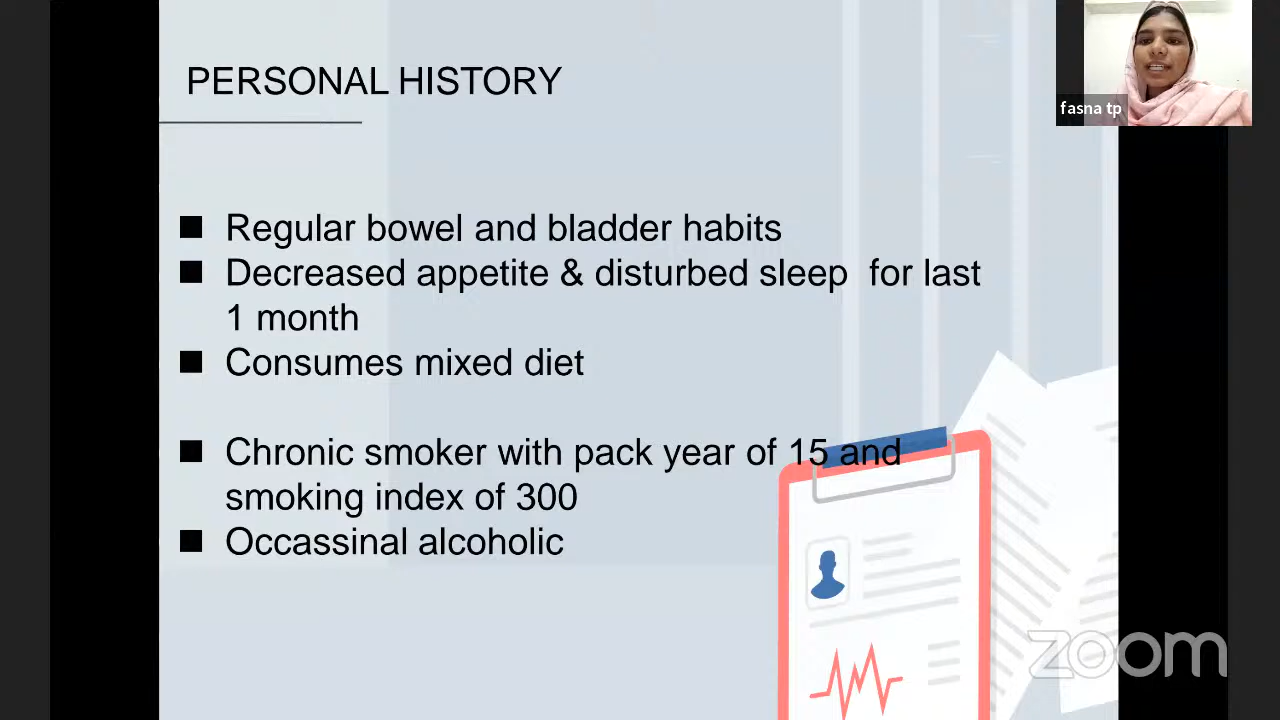 PERSONAL HISTORY
fasna tp
Regular bowel and bladder habits
Decreased appetite & disturbed sleep for last
1 month
Consumes mixed diet
Chronic smoker with pack year of 15 and
smoking index of 300
Occassinal alcoholic
zoom